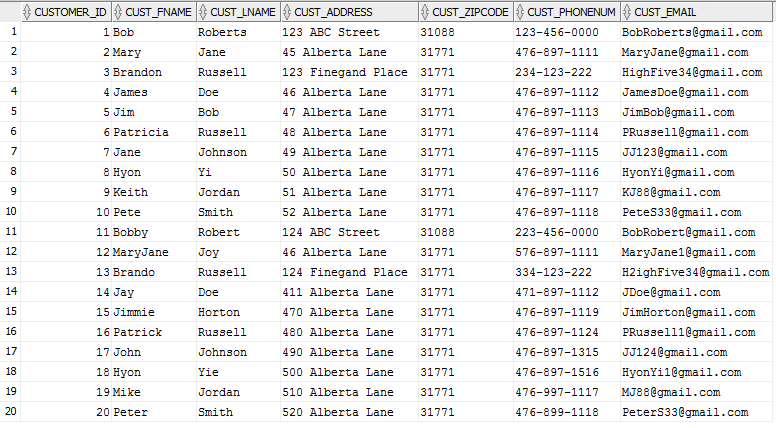 CUSTOMER_ID CUST_FNAME CUST_LNAME CUST_ADDRESS CUST_ZIPCODE CUST_PHONENUM CUST_EMAIL
1 1 Bob Roberts 123 ABC Street 31088 123-456-0000 BobRoberts@gmail.com
2 2 Mary Jane 45 Alberta Lane 31771 476-897-1111 MaryJane@gmail.com
3 3 Brandon Russell 123 Finegand Place 31771 234-123-222 HighFive34@gmail.com
4 4 James Doe 46 Alberta Lane 31771 476-897-1112 JamesDoe@gmail.com
5 5 Jim Bob 47 Alberta Lane 31771 476-897-1113 JimBob@gmail.com
6 6 Patricia Russell 48 Alberta Lane 31771 476-897-1114 PRussell@gmail.com
7 7 Jane Johnson 49 Alberta Lane 31771 476-897-1115 JJ123@gmail.com
8 8 Hyon Yi 50 Alberta Lane 31771 476-897-1116 HyonYi@gmail.com
9 9 Keith Jordan 51 Alberta Lane 31771 476-897-1117 KJ88@gmail.com
10 10 Pete Smith 52 Alberta Lane 31771 476-897-1118 PeteS33@gmail.com
11 11 Bobby Robert 124 ABC Street 31088 223-456-0000 BobRobert@gmail.com
12 12 MaryJane Joy 46 Alberta Lane 31771 576-897-1111 MaryJane1@gmail.com
13 13 Brando Russell 124 Finegand Place 31771 334-123-222 H2ighFive34@gmail.com
14 14 Jay Doe 411 Alberta Lane 31771 471-897-1112 JDoe@gmail.com
15 15 Jimmie Horton 470 Alberta Lane 31771 476-897-1119 JimHorton@gmail.com
16 16 Patrick Russell 480 Alberta Lane 31771 476-897-1124 PRussell1@gmail.com
17 17 John Johnson 490 Alberta Lane 31771 476-897-1315 JJ124@gmail.com
18 18 Hyon Yie 500 Alberta Lane 31771 476-897-1516 HyonYi1@gmail.com
19 19 Mike Jordan 510 Alberta Lane 31771 476-997-1117 MJ88@gmail.com
20 20 Peter Smith 520 Alberta Lane 31771 476-899-1118 PeterS33@gmail.com